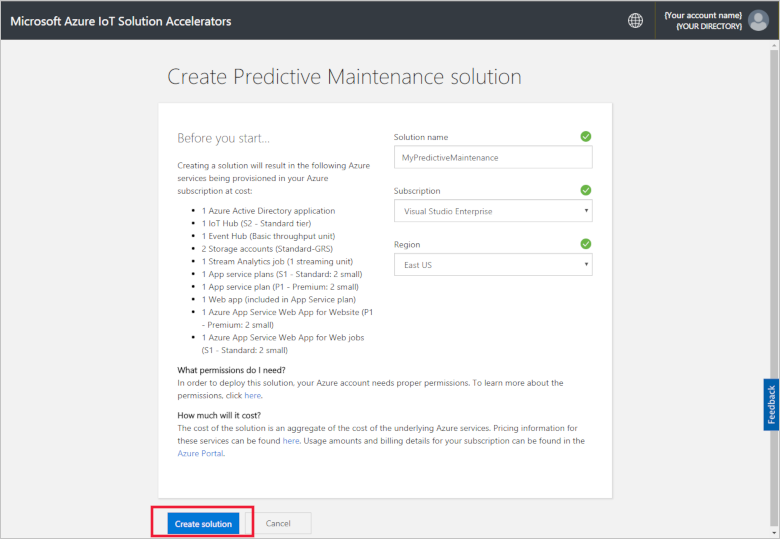 Microsoft Azure IoT Solution Accelerators
{Your account name}
{YOUR DIRECTORY}
Create Predictive Maintenance solution
Before you start...
Creating a solution will result in the following Azure
services being provisioned in your Azure
subscription at cost:
• 1 Azure Active Directory application
• 1 IoT Hub (S2 - Standard tier)
• 1 Event Hub (Basic throughput unit)
• 2 Storage accounts (Standard-GRS)
• 1 Stream Analytics job (1 streaming unit)
• 1 App service plans (S1 - Standard: 2 small)
• 1 App service plan (P1 - Premium: 2 small)
• 1 Web app (included in App Service plan)
• 1 Azure App Service Web App for Website (P1
- Premium: 2 small)
• 1 Azure App Service Web App for Web jobs
(S1 - Standard: 2 small)
Solution name
MyPredictiveMaintenance
Subscription
Visual Studio Enterprise
Region
East US
What permissions do I need?
In order to deploy this solution, your Azure account needs proper permissions. To learn more about the
permissions, click here.
How much will it cost?
The cost of the solution is an aggregate of the cost of the underlying Azure services. Pricing information for
these services can be found here. Usage amounts and billing details for your subscription can be found in the
Azure Portal.
Feedback
Create solution
Cancel